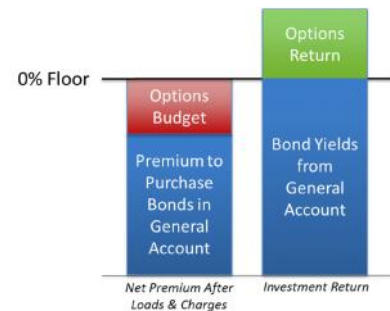 Options
Return
0% Floor
Options
Budget
Premium to
Purchase
Bonds in
General
Account
Bond Yields
from
General
Account
Net Premium After
Loads & Charges
Investment Return